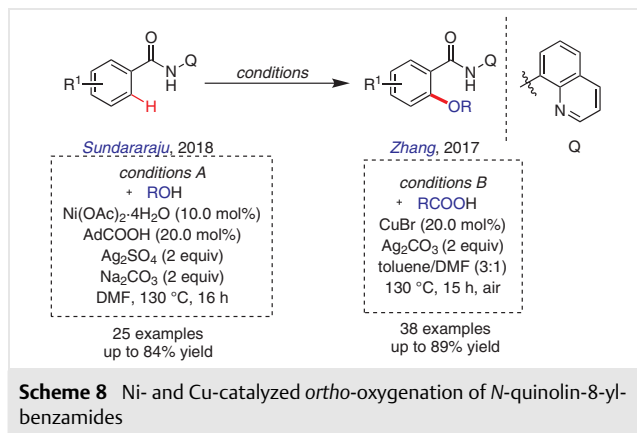 O
N
H
Q
R1
H
conditions
O
N
H
Q
R1
OR
N
Q
Sundararaju, 2018
conditions A
+ ROH
Ni(OAc)2·4H2O (10.0 mol%)
AdCOOH (20.0 mol%)
Ag2SO4 (2 equiv)
Na2CO3 (2 equiv)
DMF, 130 °C, 16 h
25 examples
up to 84% yield
Zhang, 2017
conditions B
+ RCOOH
CuBr (20.0 mol%)
Ag2CO3 (2 equiv)
toluene/DMF (3:1)
130 °C, 15 h, air
38 examples
up to 89% yield
Scheme 8 Ni- and Cu-catalyzed ortho-oxygenation of N-quinolin-8-yl-
benzamides